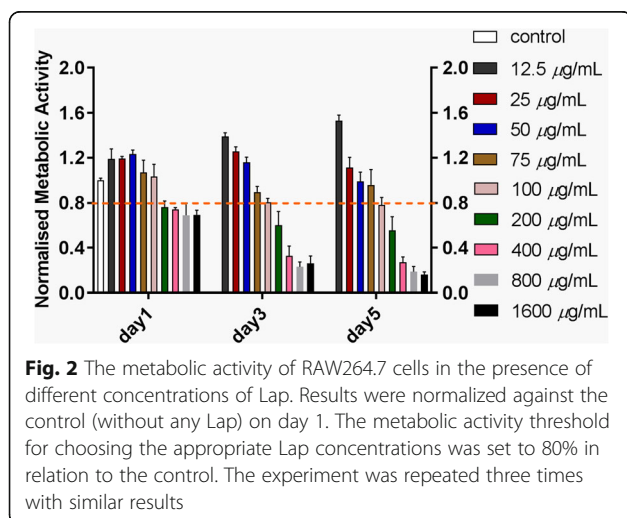 control
12.5 µg/mL
25 µg/mL
50 µg/mL
75 µg/mL
100 µg/mL
200 µg/mL
400 µg/mL
800 µg/mL
1600 µg/mL
Normalised Metabolic Activity
2.0
1.6
1.2
0.8
0.4
0.0
2.0
1.6
1.2
0.8
0.4
0.0
day1
day3
day5
Fig. 2 The metabolic activity of RAW264.7 cells in the presence of
different concentrations of Lap. Results were normalized against the
control (without any Lap) on day 1. The metabolic activity threshold
for choosing the appropriate Lap concentrations was set to 80% in
relation to the control. The experiment was repeated three times
with similar results